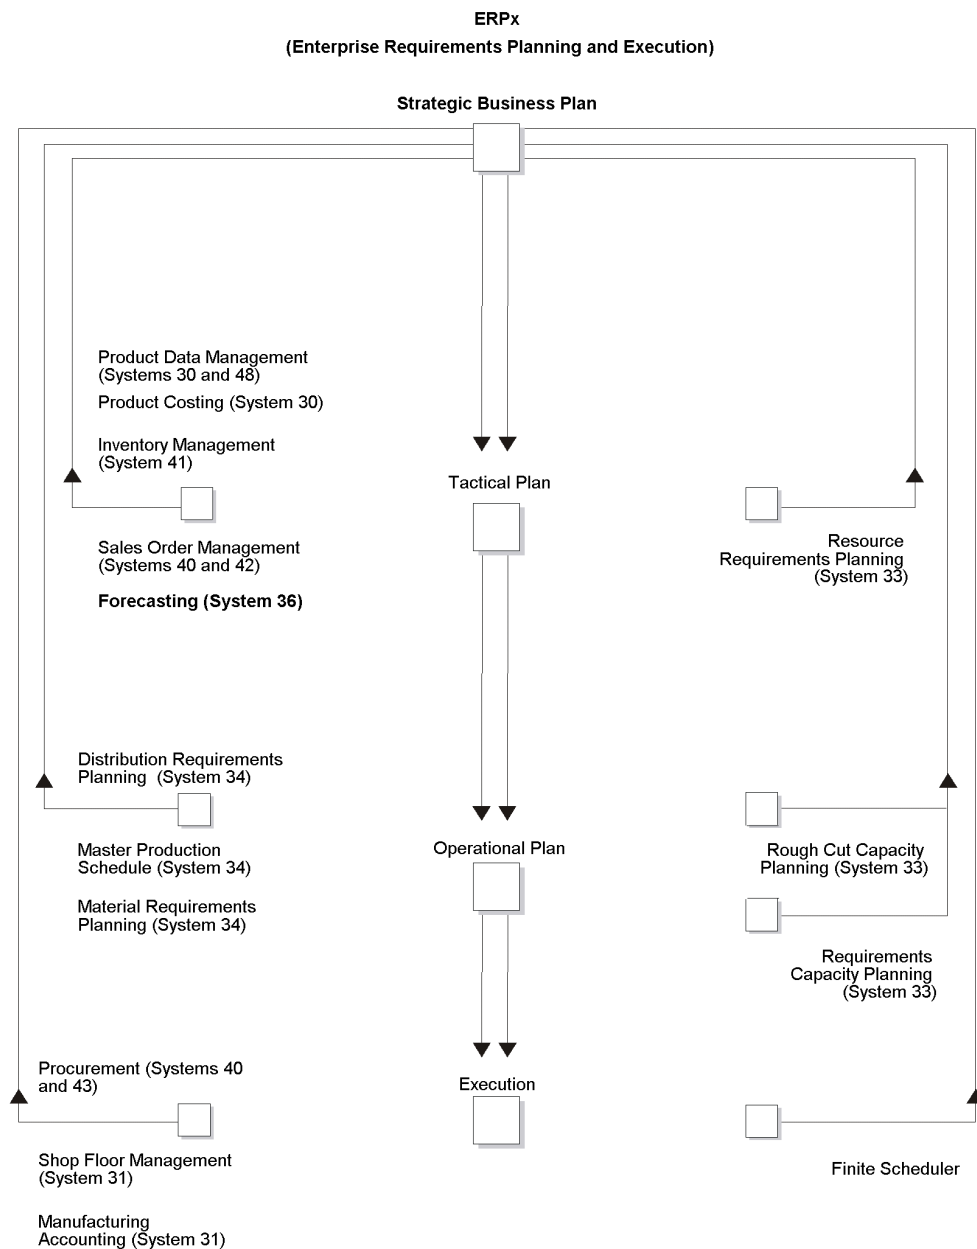 ERPx
(Enterprise Requirements Planning and Execution)
Strategic Business Plan
Product Data Management
(Systems 30 and 48)
Product Costing (System 30)
Inventory Management
(System 41)
Tactical Plan
Sales Order Management
(Systems 40 and 42)
Forecasting (System 36)
Resource
Requirements Planning
(System 33)
Distribution Requirements
Planning  (System 34)
Master Production
Schedule (System 34)
Material Requirements
Planning (System 34)
Operational Plan
Rough Cut Capacity
Planning (System 33)
Requirements
Capacity Planning
(System 33)
Procurement (Systems 40
and 43)
Execution
Shop Floor Management
(System 31)
Manufacturing
Accounting (System 31)
Finite Scheduler